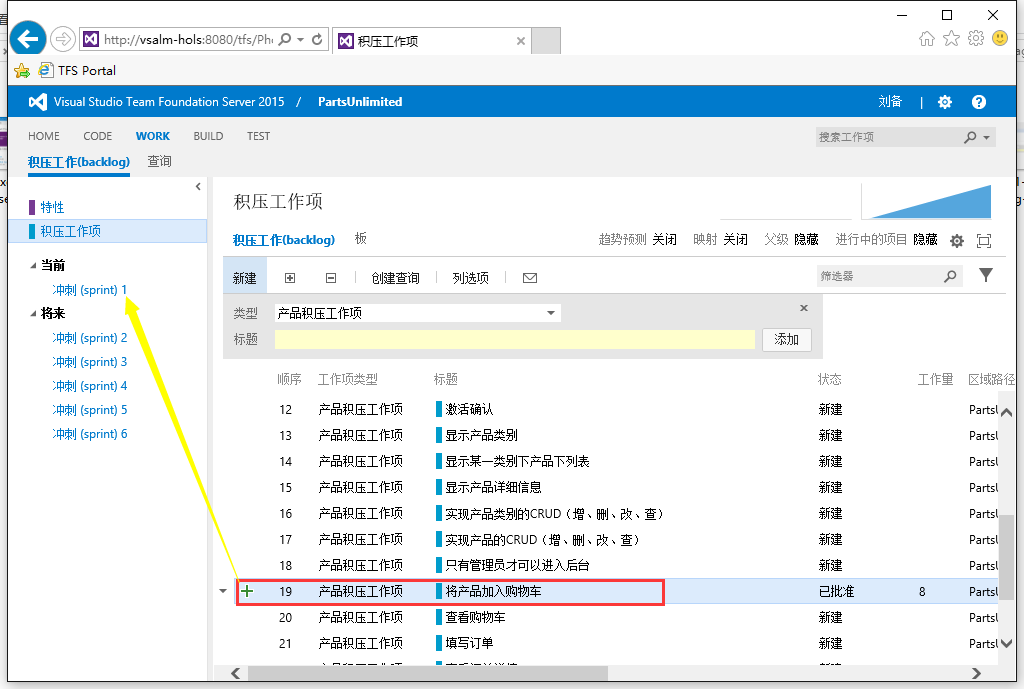 http://vsalm-hols:8080/tfs/Pho
积压工作项
TFS Portal
Visual Studio Team Foundation Server 2015 / PartsUnlimited
刘备 |
HOME CODE WORK BUILD TEST
搜索工作项
积压工作(backlog) 查询
特性
积压工作项
当前
冲刺 (sprint) 1
将来
冲刺 (sprint) 2
冲刺 (sprint) 3
冲刺 (sprint) 4
冲刺 (sprint) 5
冲刺 (sprint) 6
积压工作项
积压工作(backlog) 板
趋势预测 关闭 映射 关闭 父级 隐藏 进行中的项目 隐藏
新建 创建查询 列选项
筛选器
类型 产品积压工作项
标题 添加
顺序 工作项类型 标题 状态 工作量 区域路径
12 产品积压工作项 激活确认 新建 PartsU
13 产品积压工作项 显示产品类别 新建 PartsU
14 产品积压工作项 显示某一类别下产品下列表 新建 PartsU
15 产品积压工作项 显示产品详细信息 新建 PartsU
16 产品积压工作项 实现产品类别的CRUD（增、删、改、查） 新建 PartsU
17 产品积压工作项 实现产品的CRUD（增、删、改、查） 新建 PartsU
18 产品积压工作项 只有管理员才可以进入后台 新建 PartsU
19 产品积压工作项 将产品加入购物车 已批准 8 PartsU
20 产品积压工作项 查看购物车 新建 PartsU
21 产品积压工作项 填写订单 新建 PartsU